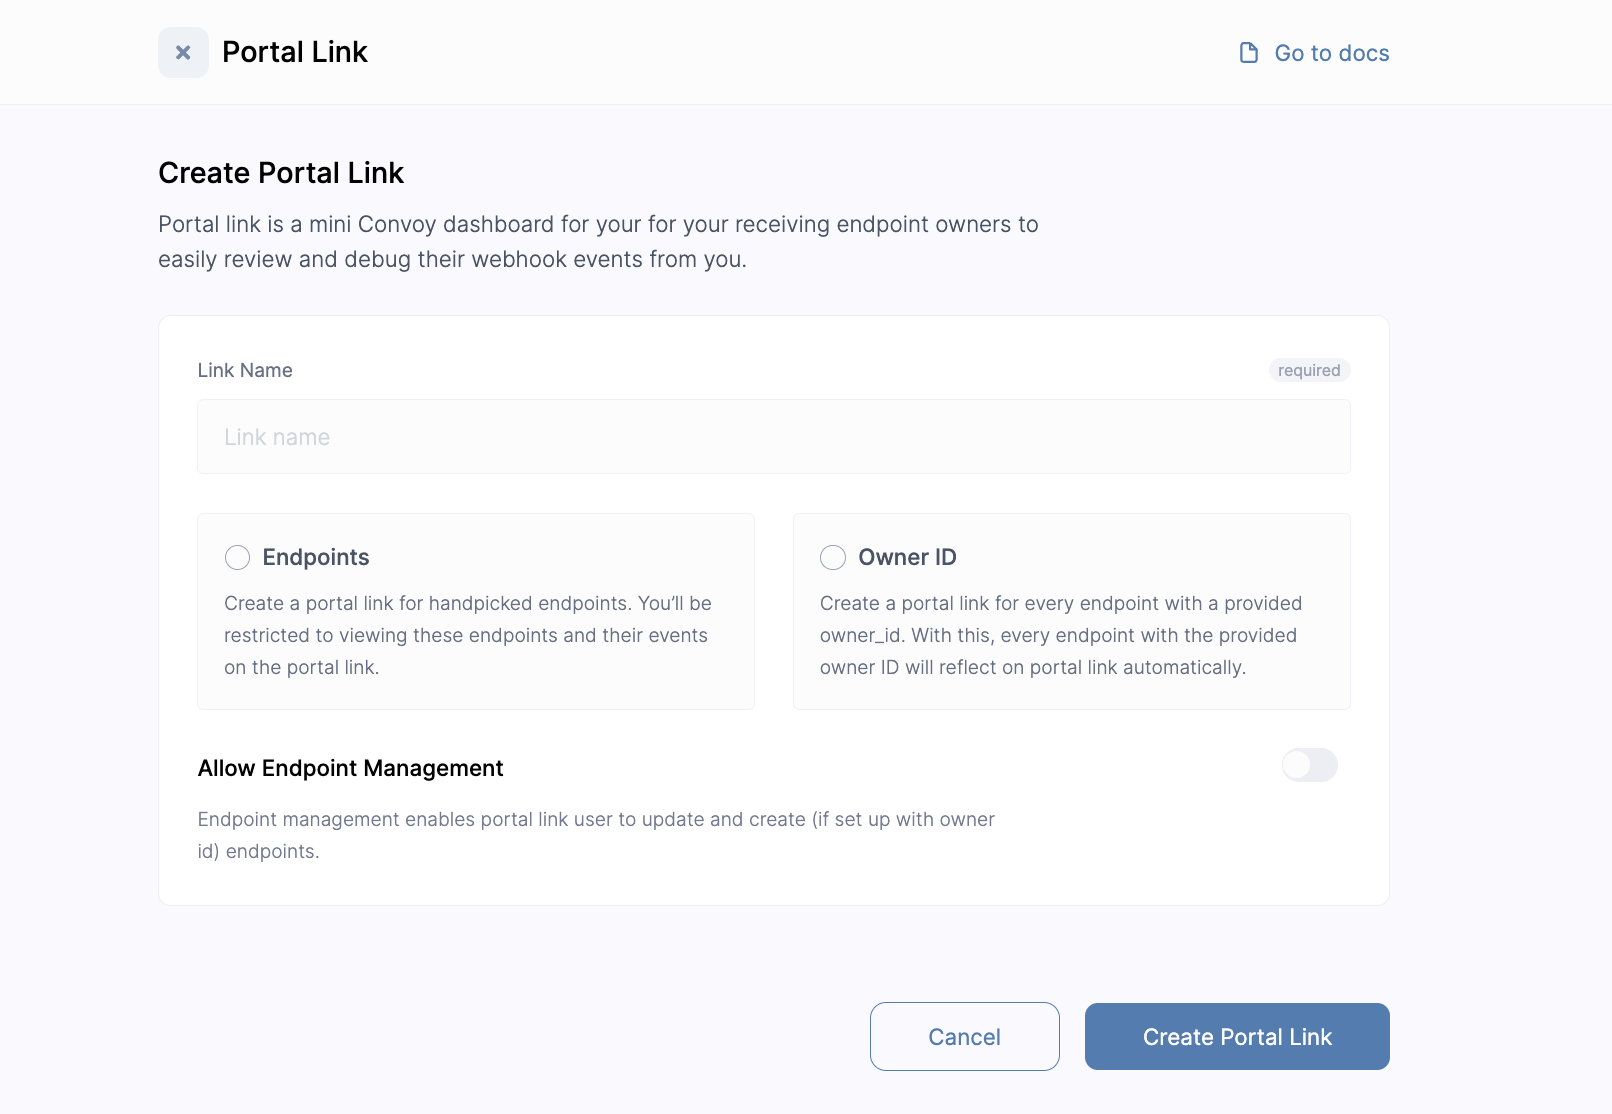 Portal Link
Go to docs
Create Portal Link
Portal link is a mini Convoy dashboard for your for your receiving endpoint owners to
easily review and debug their webhook events from you.
Link Name
required
Link name
Endpoints
Create a portal link for handpicked endpoints. You’ll be
restricted to viewing these endpoints and their events
on the portal link.
Owner ID
Create a portal link for every endpoint with a provided
owner_id. With this, every endpoint with the provided
owner ID will reflect on portal link automatically.
Allow Endpoint Management
Endpoint management enables portal link user to update and create (if set up with owner
id) endpoints.
Cancel
Create Portal Link